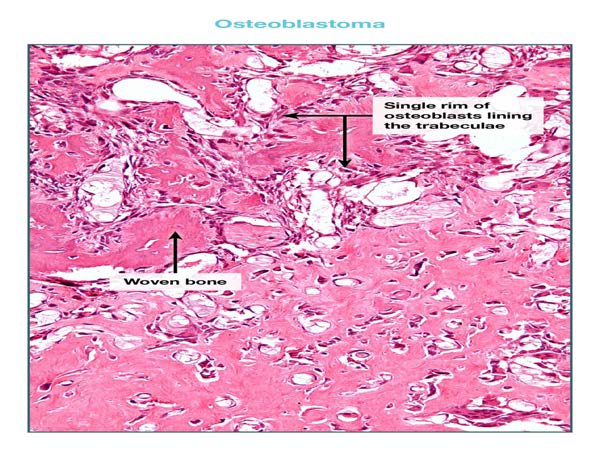 Osteoblastoma
Single rim of
osteoblasts lining
the trabeculae
Woven bone